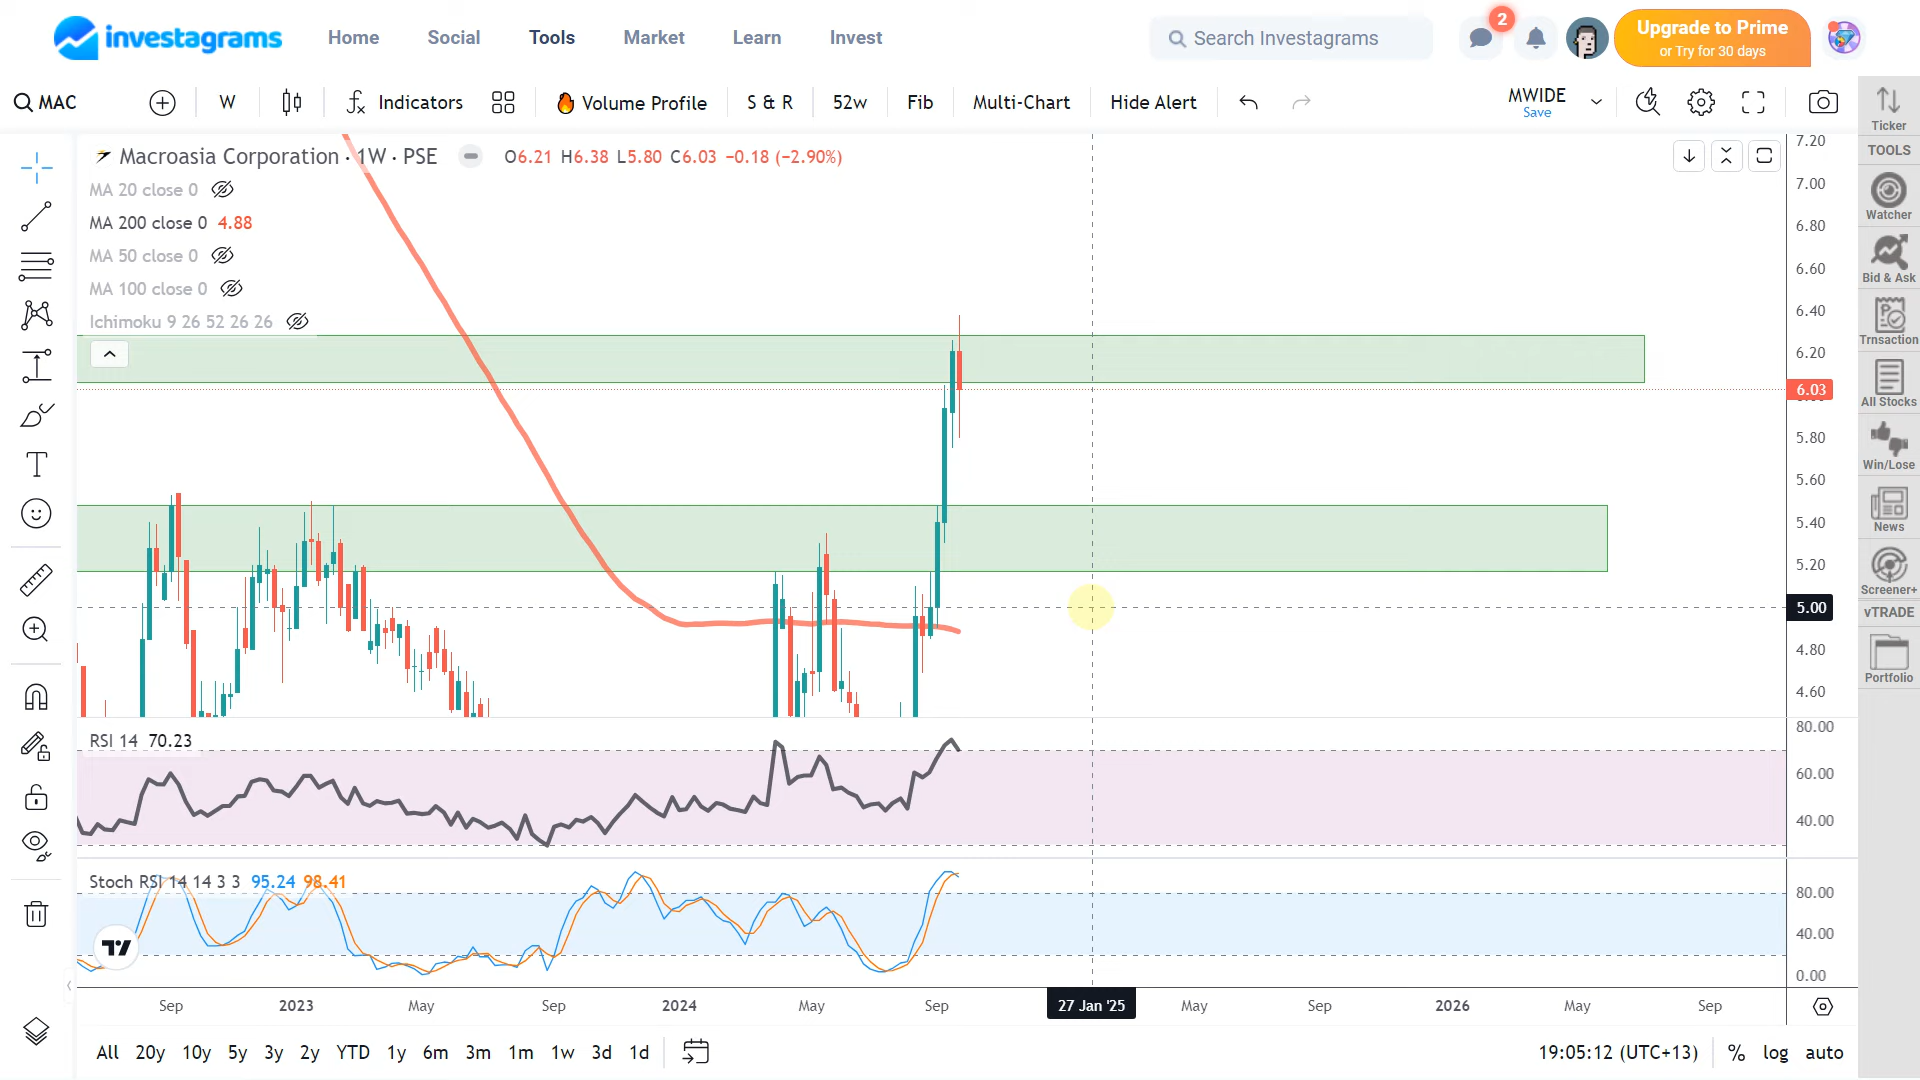 investagrams Home Social Tools Market Learn Invest Search Investagrams 2 Upgrade to Prime
or Try for 30 days
MAC W Indicators Volume Profile S & R 52w Fib Multi-Chart Hide Alert MWIDE
Save
Macroasia Corporation · 1W · PSE O6.21 H6.38 L5.80 C6.03 −0.18 (−2.90%)
MA 20 close 0
MA 200 close 0 4.88
MA 50 close 0
MA 100 close 0
Ichimoku 9 26 52 26 26
7.20
7.00
6.80
6.60
6.40
6.20
6.03
5.80
5.60
5.40
5.20
5.00
4.80
4.60
RSI 14 70.23
80.00
60.00
40.00
Stoch RSI 14 14 3 3 95.24 98.41
80.00
40.00
0.00
Sep 2023 May Sep 2024 May Sep 27 Jan '25 May Sep 2026 May Sep
All 20y 10y 5y 3y 2y YTD 1y 6m 3m 1m 1w 3d 1d 19:05:12 (UTC+13) % log auto
Ticker
TOOLS
Watcher
Bid & Ask
Trnsaction
All Stocks
Win/Lose
News
Screener+
vTRADE
Portfolio